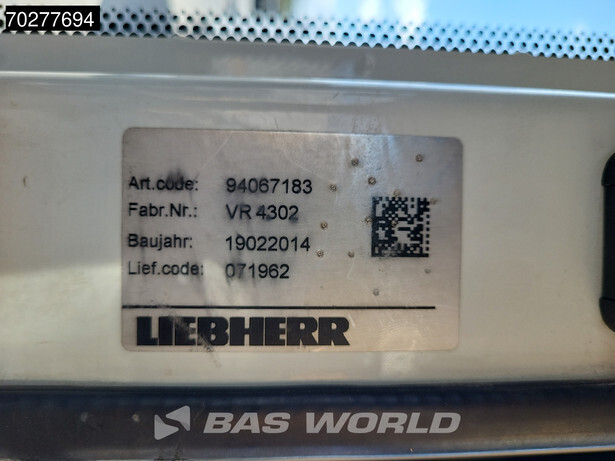 70277694
Art.code: 94067183
Fabr.Nr.: VR 4302
Baujahr: 19022014
Lief.code: 071962
LIEBHERR
BAS WORLD